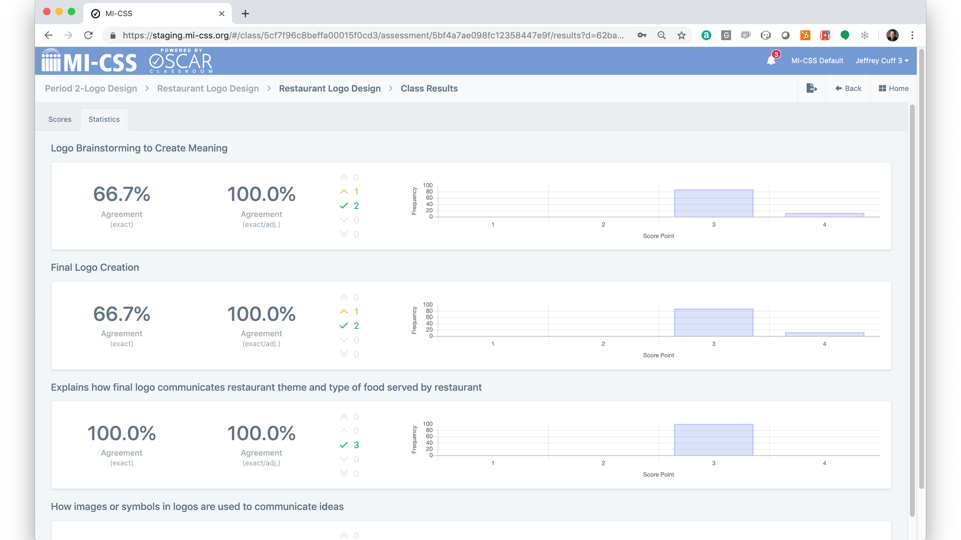 MI-CSS
https://staging.mi-css.org/#/class/5cf7f96c8beffa00015f0cd3/assessment/5bf4a7ae098fc12358447e9f/results?d=62ba...
MI-CSS POWERED BY OSCAR CLASSROOM
3
MI-CSS Default
Jeffrey Cuff 3
Period 2-Logo Design > Restaurant Logo Design > Restaurant Logo Design > Class Results
Back
Home
Scores
Statistics
Logo Brainstorming to Create Meaning
66.7%
Agreement
(exact)
100.0%
Agreement
(exact/adj.)
0
1
2
0
0
Frequency
100
80
60
40
20
0
1 2 3 4
Score Point
Final Logo Creation
66.7%
Agreement
(exact)
100.0%
Agreement
(exact/adj.)
0
1
2
0
0
Frequency
100
80
60
40
20
0
1 2 3 4
Score Point
Explains how final logo communicates restaurant theme and type of food served by restaurant
100.0%
Agreement
(exact)
100.0%
Agreement
(exact/adj.)
0
0
3
0
0
Frequency
100
80
60
40
20
0
1 2 3 4
Score Point
How images or symbols in logos are used to communicate ideas
0